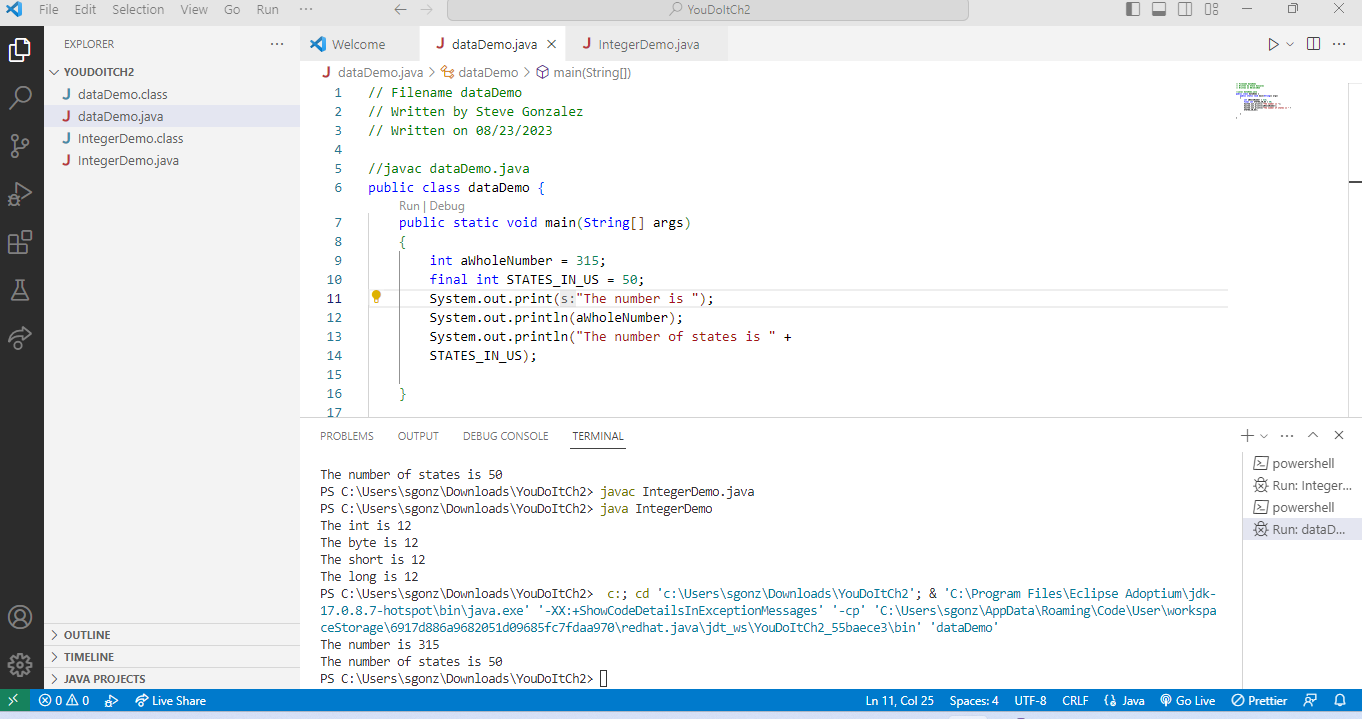 File Edit Selection View Go Run ··· YouDoItCh2
EXPLORER ···
YOUDOITCH2
J dataDemo.class
J dataDemo.java
J IntegerDemo.class
J IntegerDemo.java
OUTLINE
TIMELINE
JAVA PROJECTS
Welcome J dataDemo.java J IntegerDemo.java ···
J dataDemo.java > dataDemo > main(String[])
1 // Filename dataDemo
2 // Written by Steve Gonzalez
3 // Written on 08/23/2023
4
5 //javac dataDemo.java
6 public class dataDemo {
Run | Debug
7 public static void main(String[] args)
8 {
9 int aWholeNumber = 315;
10 final int STATES_IN_US = 50;
11 System.out.print(s:"The number is ");
12 System.out.println(aWholeNumber);
13 System.out.println("The number of states is " +
14 STATES_IN_US);
15
16 }
17
PROBLEMS OUTPUT DEBUG CONSOLE TERMINAL
The number of states is 50
PS C:\Users\sgonz\Downloads\YouDoItCh2> javac IntegerDemo.java
PS C:\Users\sgonz\Downloads\YouDoItCh2> java IntegerDemo
The int is 12
The byte is 12
The short is 12
The long is 12
PS C:\Users\sgonz\Downloads\YouDoItCh2> c:; cd 'c:\Users\sgonz\Downloads\YouDoItCh2'; & 'C:\Program Files\Eclipse Adoptium\jdk-
17.0.8.7-hotspot\bin\java.exe' '-XX:+ShowCodeDetailsInExceptionMessages' '-cp' 'C:\Users\sgonz\AppData\Roaming\Code\User\workspa
ceStorage\6917d886a9682051d09685fc7fdaa970\redhat.java\jdt_ws\YouDoItCh2_55baece3\bin' 'dataDemo'
The number is 315
The number of states is 50
PS C:\Users\sgonz\Downloads\YouDoItCh2>
powershell
Run: Integer...
powershell
Run: dataD...
0 0 Live Share Ln 11, Col 25 Spaces: 4 UTF-8 CRLF {} Java Go Live Prettier